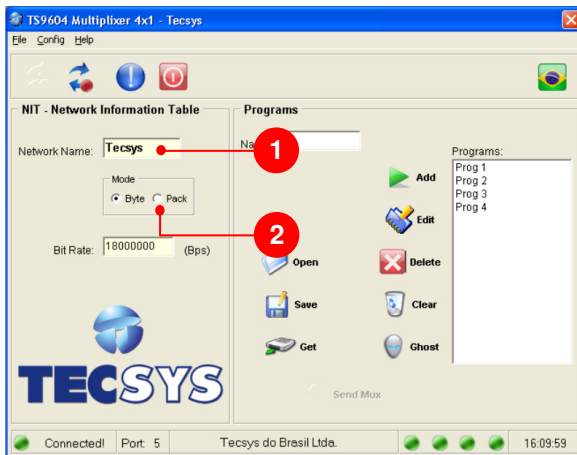 TS9604 Multiplixer 4x1 - Tecsys
File Config Help
NIT - Network Information Table
Network Name: Tecsys
Mode
Byte Pack
Bit Rate: 18000000 (Bps)
TECSYS
Programs
1
2
Programs:
Prog 1
Prog 2
Prog 3
Prog 4
Add
Edit
Open Delete
Save Clear
Get Ghost
Send Mux
Connected! Port: 5 Tecsys do Brasil Ltda. 16:09:59